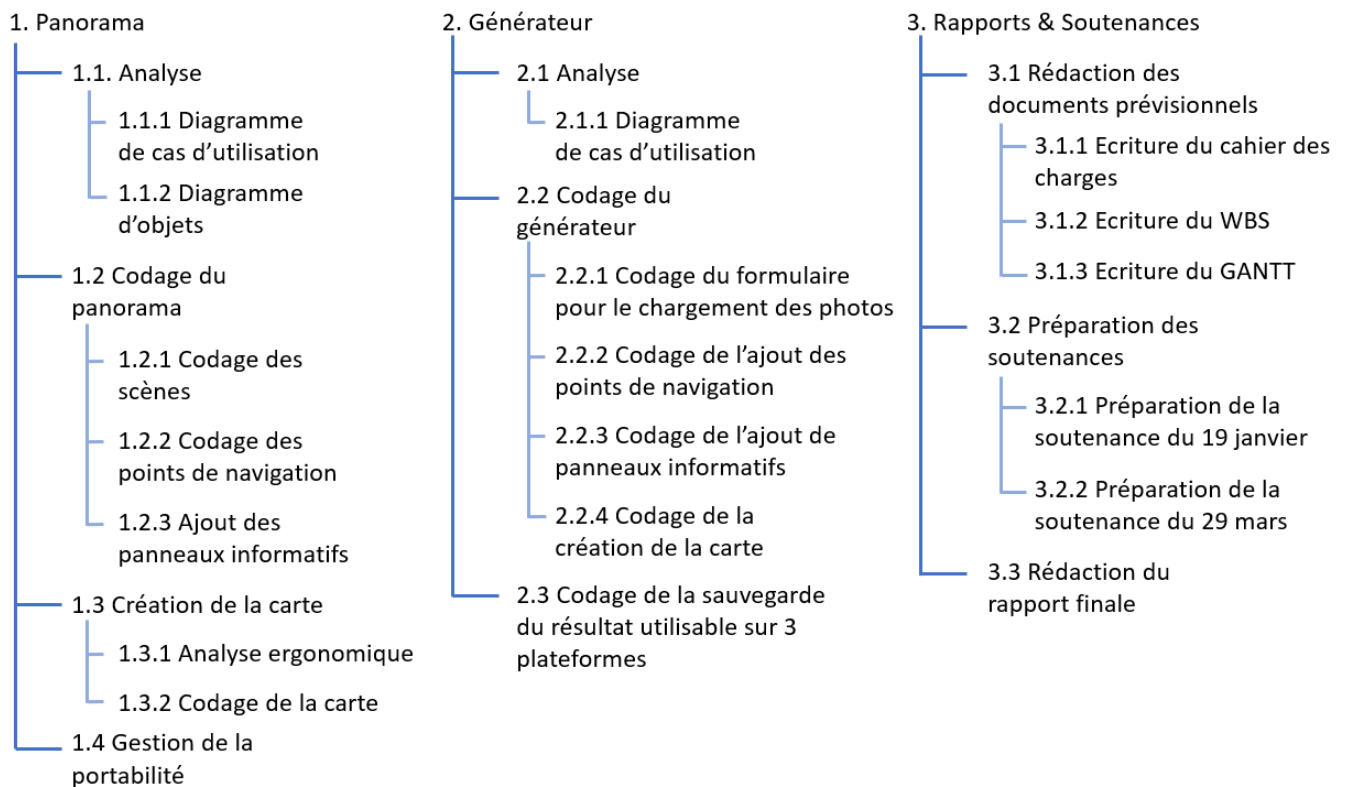 1. Panorama
1.1. Analyse
1.1.1 Diagramme
de cas d’utilisation
1.1.2 Diagramme
d’objets
1.2 Codage du
panorama
1.2.1 Codage des
scènes
1.2.2 Codage des
points de navigation
1.2.3 Ajout des
panneaux informatifs
1.3 Création de la carte
1.3.1 Analyse ergonomique
1.3.2 Codage de la carte
1.4 Gestion de la
portabilité
2. Générateur
2.1 Analyse
2.1.1 Diagramme
de cas d’utilisation
2.2 Codage du
générateur
2.2.1 Codage du formulaire
pour le chargement des photos
2.2.2 Codage de l’ajout des
points de navigation
2.2.3 Codage de l’ajout de
panneaux informatifs
2.2.4 Codage de la
création de la carte
2.3 Codage de la sauvegarde
du résultat utilisable sur 3
plateformes
3. Rapports & Soutenances
3.1 Rédaction des
documents prévisionnels
3.1.1 Ecriture du cahier des
charges
3.1.2 Ecriture du WBS
3.1.3 Ecriture du GANTT
3.2 Préparation des
soutenances
3.2.1 Préparation de la
soutenance du 19 janvier
3.2.2 Préparation de la
soutenance du 29 mars
3.3 Rédaction du
rapport finale